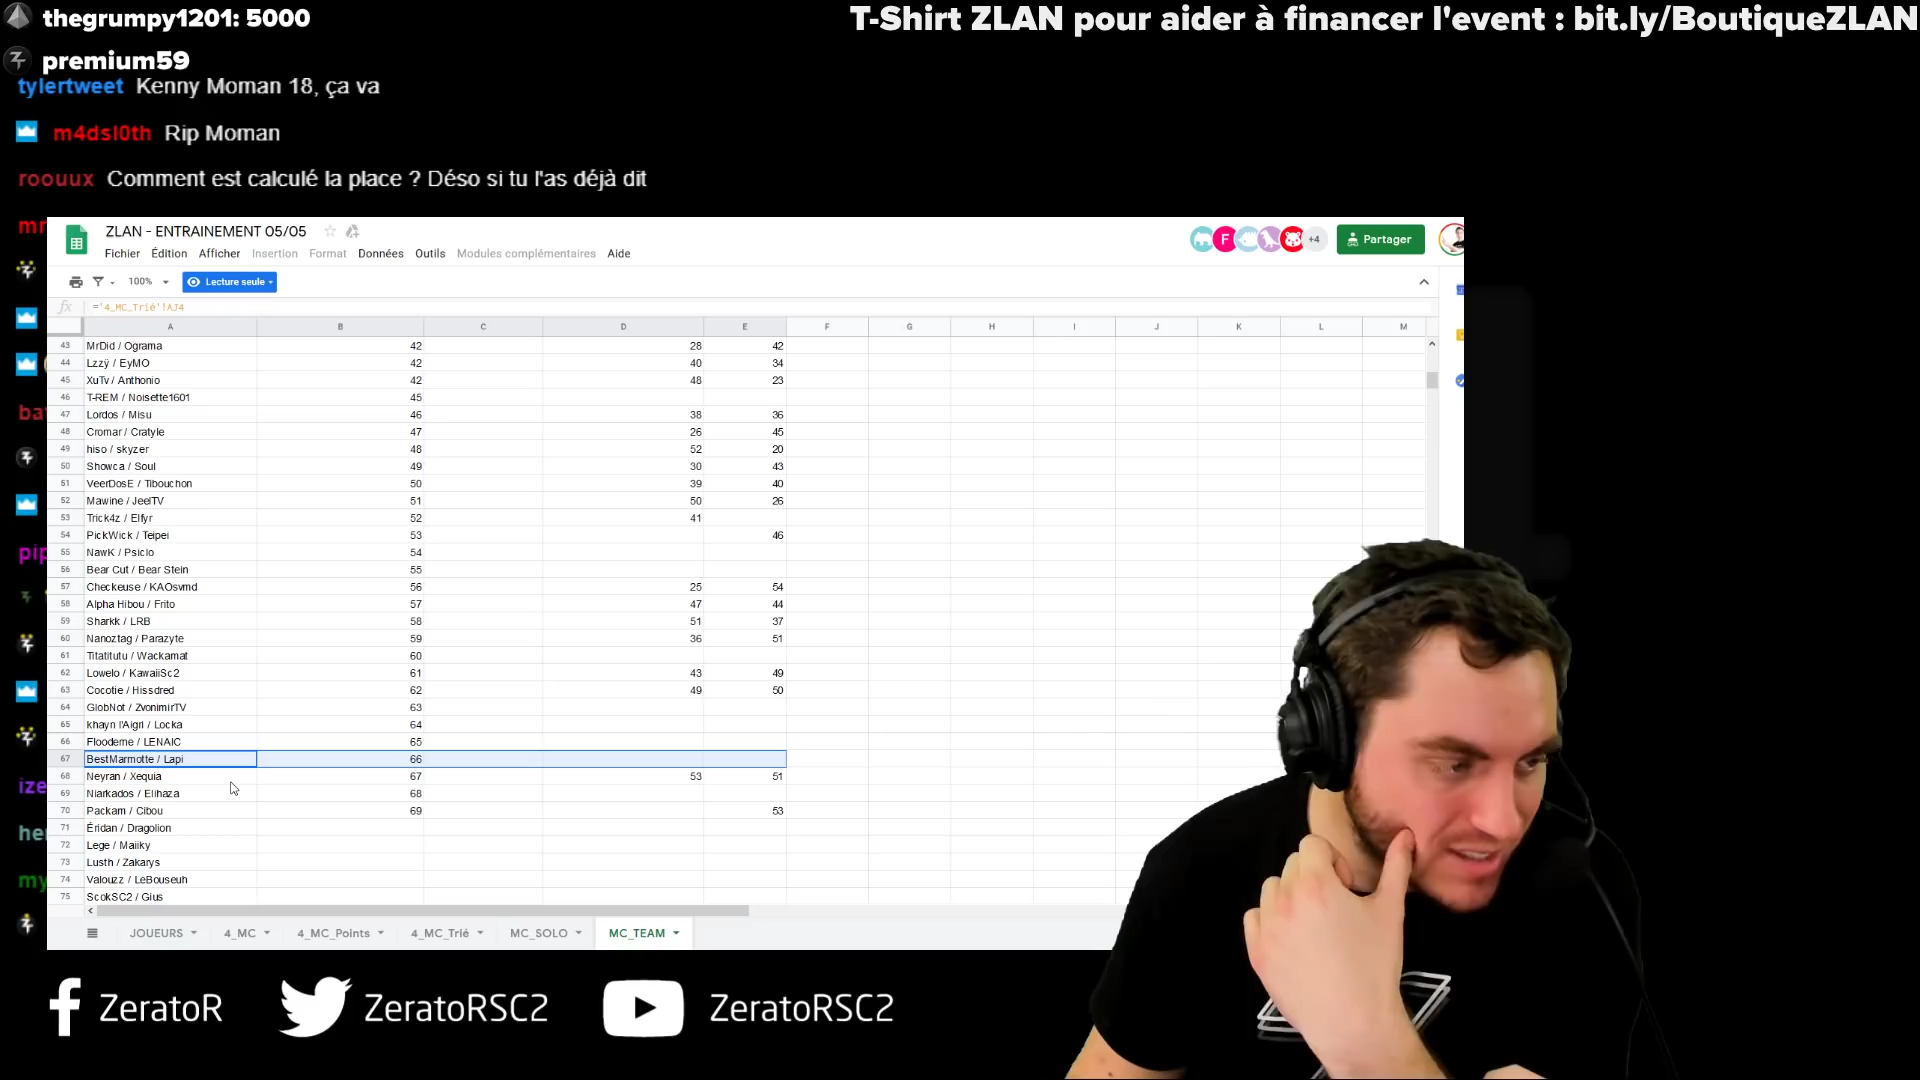 thegrumpy1201: 5000
T-Shirt ZLAN pour aider à financer l'event : bit.ly/BoutiqueZLAN
premium59
tylertweet Kenny Moman 18, ça va
m4dsl0th Rip Moman
roouux Comment est calculé la place ? Déso si tu l'as déjà dit
ZLAN - ENTRAINEMENT 05/05
Fichier Édition Afficher Insertion Format Données Outils Modules complémentaires Aide
F +4 Partager
100% Lecture seule
fx ='4_MC_Trié'!AJ4
A B C D E F G H I J K L M
43 MrDid / Ograma 42 28 42
44 Lzzÿ / EyMO 42 40 34
45 XuTv / Anthonio 42 48 23
46 T-REM / Noisette1601 45
47 Lordos / Misu 46 38 36
48 Cromar / Cratyle 47 26 45
49 hiso / skyzer 48 52 20
50 Showca / Soul 49 30 43
51 VeerDosE / Tibouchon 50 39 40
52 Mawine / JeelTV 51 50 26
53 Trick4z / Elfyr 52 41
54 PickWick / Teipei 53 46
55 NawK / Psiclo 54
56 Bear Cut / Bear Stein 55
57 Checkeuse / KAOsvmd 56 25 54
58 Alpha Hibou / Frito 57 47 44
59 Sharkk / LRB 58 51 37
60 Nanoztag / Parazyte 59 36 51
61 Titatitutu / Wackamat 60
62 Lowelo / KawaiiSc2 61 43 49
63 Cocotie / Hissdred 62 49 50
64 GlobNot / ZvonimirTV 63
65 khayn l'Aigri / Locka 64
66 Floodeme / LENAIC 65
67 BestMarmotte / Lapi 66
68 Neyran / Xequia 67 53 51
69 Niarkados / Elihaza 68
70 Packam / Cibou 69 53
71 Éridan / Dragolion
72 Lege / Maiiky
73 Lusth / Zakarys
74 Valouzz / LeBouseuh
75 ScokSC2 / Gius
JOUEURS 4_MC 4_MC_Points 4_MC_Trié MC_SOLO MC_TEAM
ZeratoR ZeratoRSC2 ZeratoRSC2